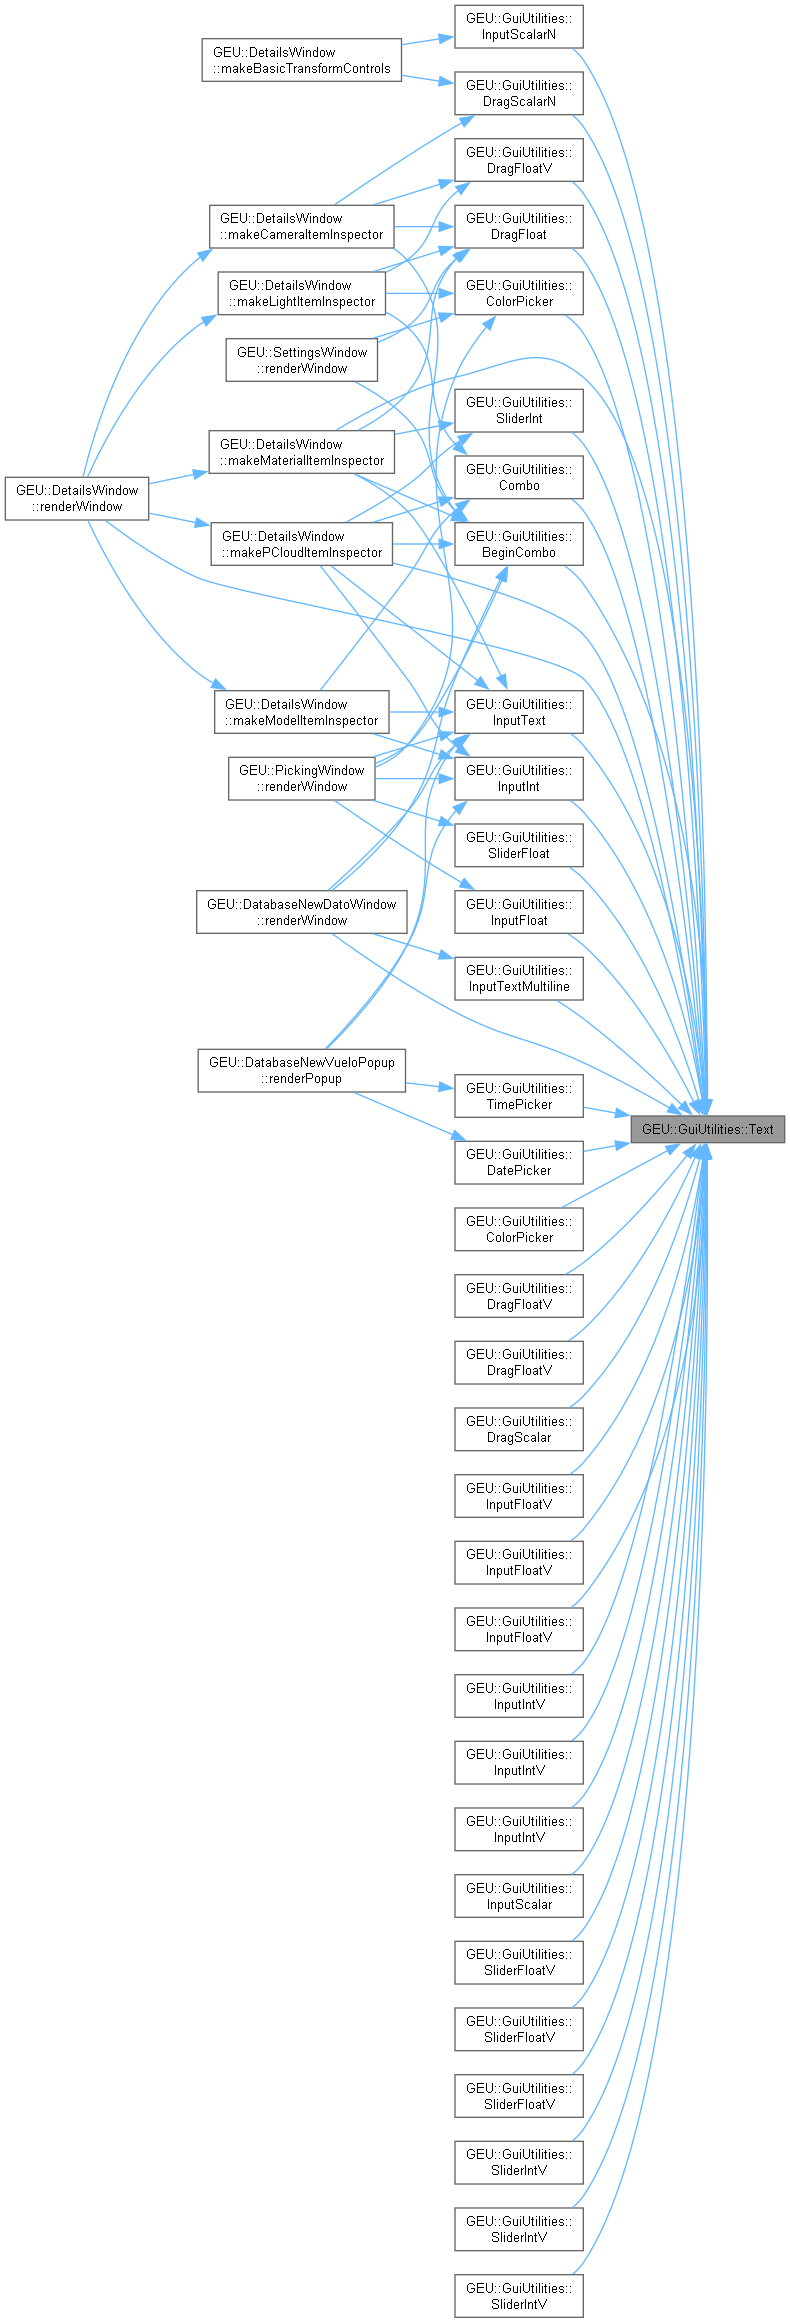 GEU::GuiUtilities::
InputScalarN
GEU::DetailsWindow
::makeBasicTransformControls
GEU::GuiUtilities::
DragScalarN
GEU::GuiUtilities::
DragFloatV
GEU::DetailsWindow
::makeCameraItemInspector
GEU::GuiUtilities::
DragFloat
GEU::DetailsWindow
::makeLightItemInspector
GEU::GuiUtilities::
ColorPicker
GEU::SettingsWindow
::renderWindow
GEU::GuiUtilities::
SliderInt
GEU::DetailsWindow
::makeMaterialItemInspector
GEU::GuiUtilities::
Combo
GEU::DetailsWindow
::renderWindow
GEU::DetailsWindow
::makePCloudItemInspector
GEU::GuiUtilities::
BeginCombo
GEU::DetailsWindow
::makeModelItemInspector
GEU::GuiUtilities::
InputText
GEU::PickingWindow
::renderWindow
GEU::GuiUtilities::
InputInt
GEU::GuiUtilities::
SliderFloat
GEU::DatabaseNewDatoWindow
::renderWindow
GEU::GuiUtilities::
InputFloat
GEU::GuiUtilities::
InputTextMultiline
GEU::DatabaseNewVueloPopup
::renderPopup
GEU::GuiUtilities::
TimePicker
GEU::GuiUtilities::Text
GEU::GuiUtilities::
DatePicker
GEU::GuiUtilities::
ColorPicker
GEU::GuiUtilities::
DragFloatV
GEU::GuiUtilities::
DragFloatV
GEU::GuiUtilities::
DragScalar
GEU::GuiUtilities::
InputFloatV
GEU::GuiUtilities::
InputFloatV
GEU::GuiUtilities::
InputFloatV
GEU::GuiUtilities::
InputIntV
GEU::GuiUtilities::
InputIntV
GEU::GuiUtilities::
InputIntV
GEU::GuiUtilities::
InputScalar
GEU::GuiUtilities::
SliderFloatV
GEU::GuiUtilities::
SliderFloatV
GEU::GuiUtilities::
SliderFloatV
GEU::GuiUtilities::
SliderIntV
GEU::GuiUtilities::
SliderIntV
GEU::GuiUtilities::
SliderIntV